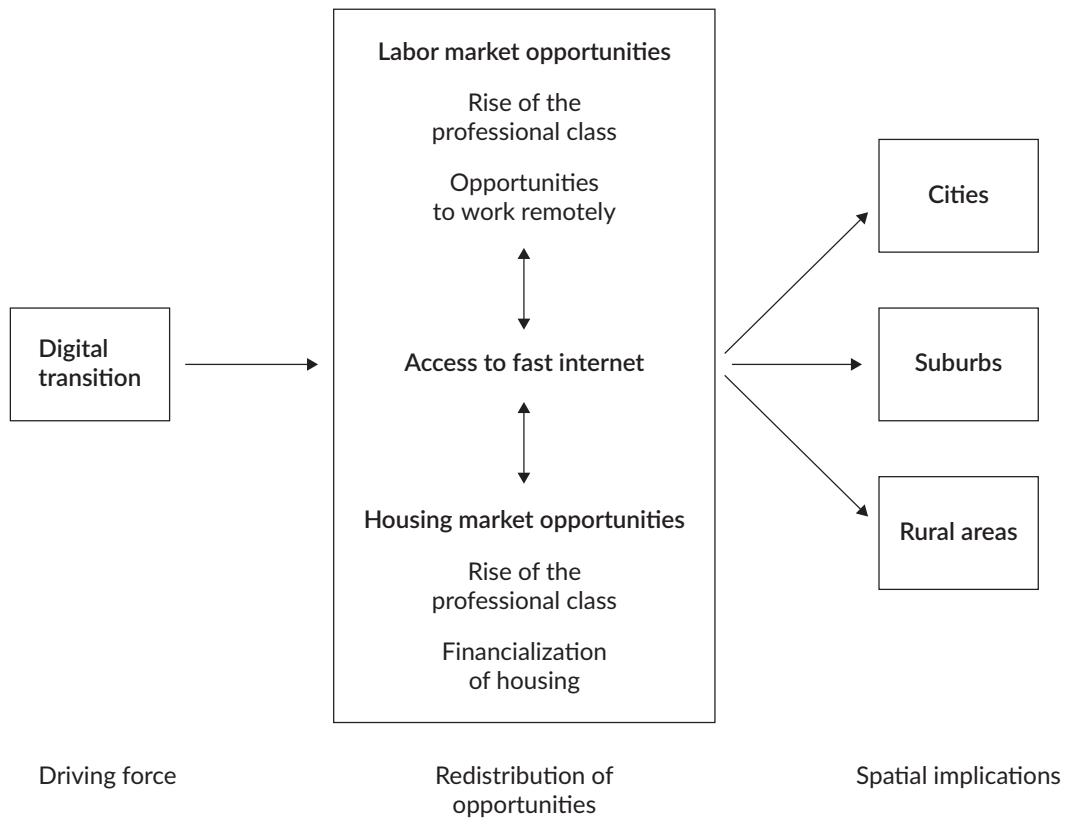 Labor market opportunities
Rise of the
professional class
Opportunities
to work remotely
Access to fast internet
Housing market opportunities
Rise of the
professional class
Financialization
of housing
Digital
transition
Cities
Suburbs
Rural areas
Driving force
Redistribution of
opportunities
Spatial implications